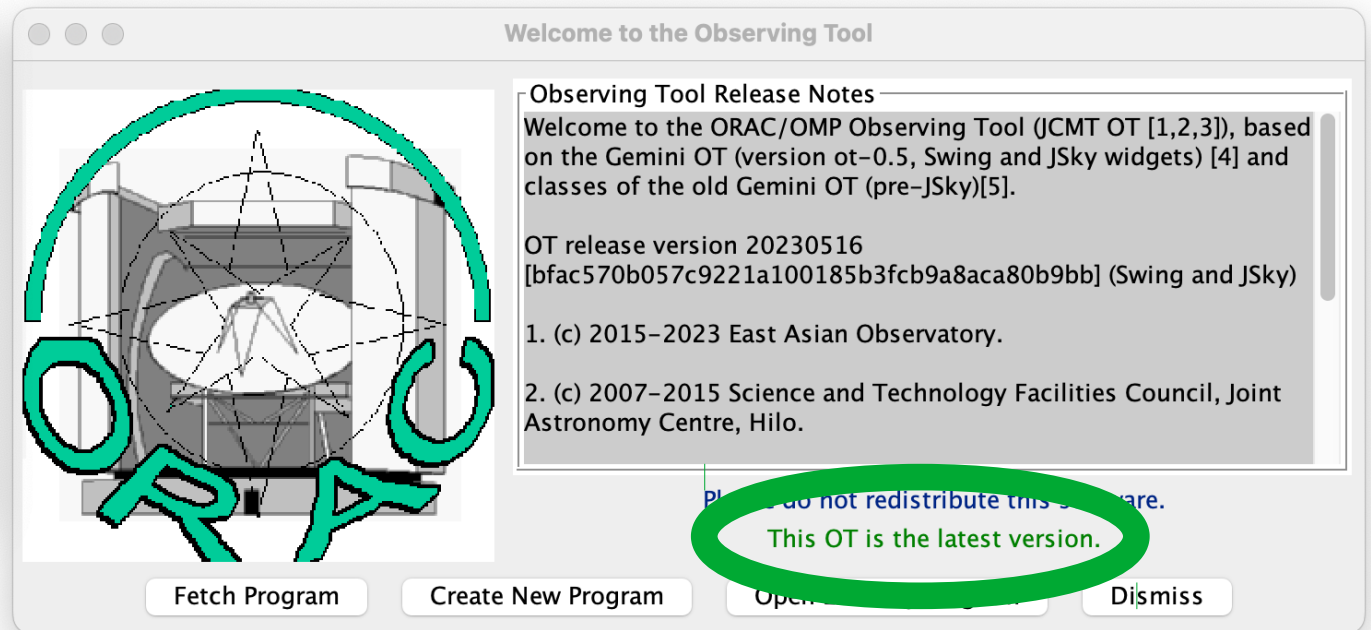 Welcome to the Observing Tool
Observing Tool Release Notes
Welcome to the ORAC/OMP Observing Tool (JCMT OT [1,2,3]), based
on the Gemini OT (version ot-0.5, Swing and JSky widgets) [4] and
classes of the old Gemini OT (pre-JSky)[5].
OT release version 20230516
[bfac570b057c9221a100185b3fcb9a8aca80b9bb] (Swing and JSky)
1. (c) 2015-2023 East Asian Observatory.
2. (c) 2007-2015 Science and Technology Facilities Council, Joint
Astronomy Centre, Hilo.
ORAC
do not redistribute this
This OT is the latest version.
Fetch Program
Create New Program
Open
Dismiss